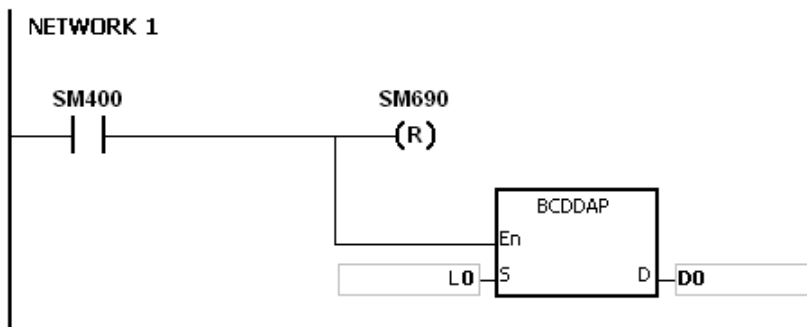 NETWORK 1
SM400 SM690
(R)
BCDDAP
En
L0 S D D0